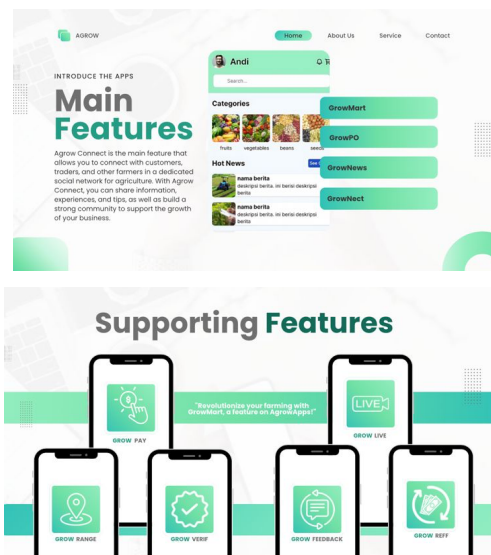 AGROW
Home
About Us
Service
Contact
INTRODUCE THE APPS
Main
Features
Agrow Connect is the main feature that
allows you to connect with customers,
traders, and other farmers in a dedicated
social network for agriculture. With Agrow
Connect, you can share information,
experiences, and tips, as well as build a
strong community to support the growth
of your business.
Andi
Search...
Categories
fruits
vegetables
beans
seeds
Hot News
See
nama berita
deskripsi berita. ini berisi deskripsi
berita
nama berita
deskripsi berita. ini berisi deskripsi
berita
GrowMart
GrowPO
GrowNews
GrowNect
Supporting Features
"Revolutionize your farming with
GrowMart, a feature on AgrowApps!"
GROW PAY
LIVE
GROW LIVE
GROW RANGE
GROW VERIF
GROW FEEDBACK
GROW REFF